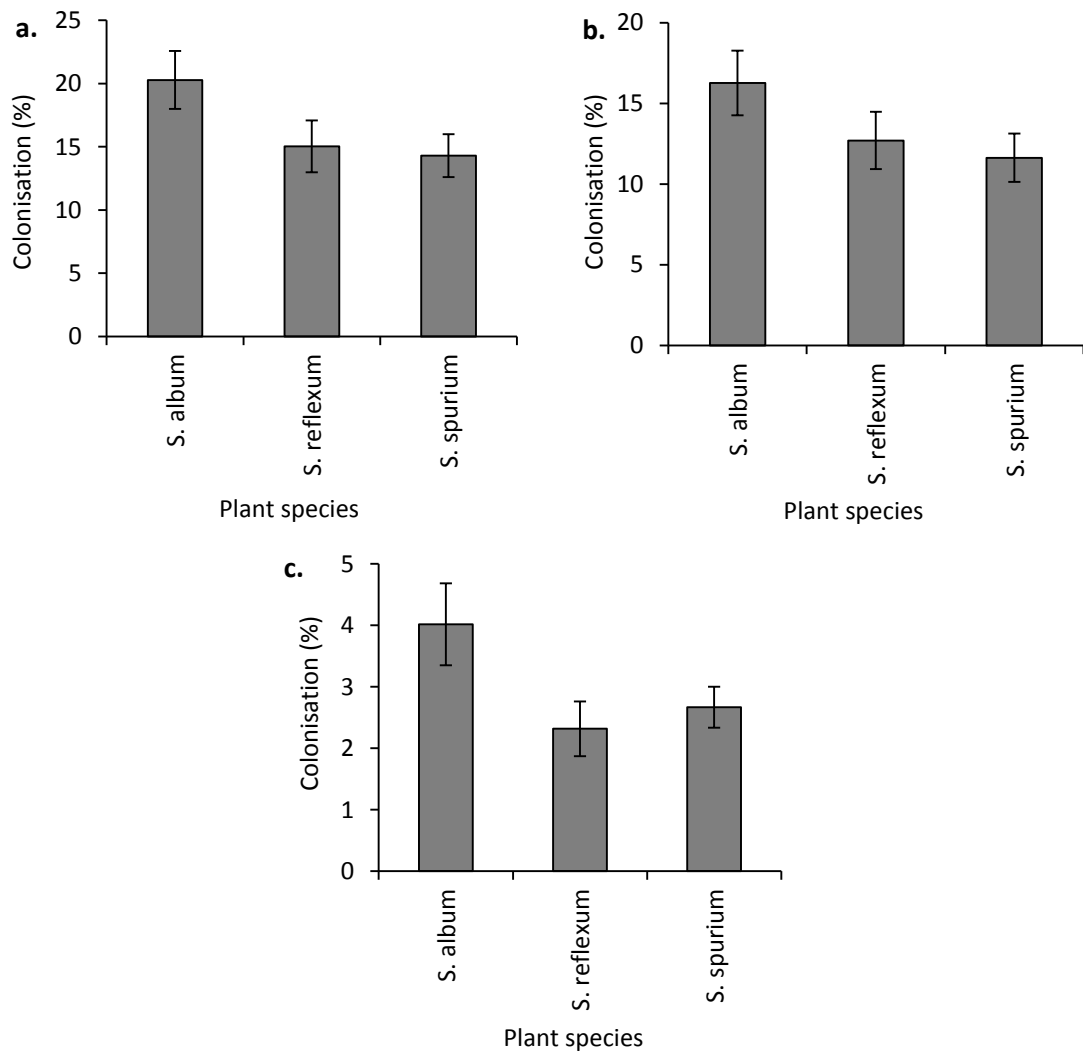 a.
Colonisation (%)
25
20
15
10
5
0
S. album
S. reflexum
S. spurium
Plant species
b.
Colonisation (%)
20
15
10
5
0
S. album
S. reflexum
S. spurium
Plant species
c.
Colonisation (%)
5
4
3
2
1
0
S. album
S. reflexum
S. spurium
Plant species